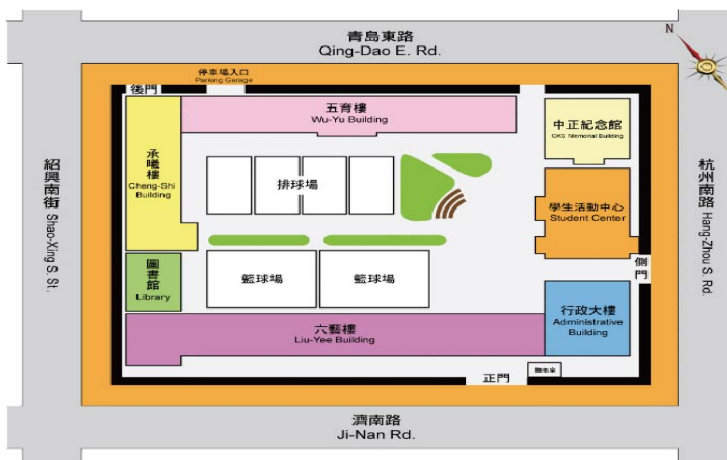 青島東路
Qing-Dao E. Rd.
N
停車場入口
Parking Garage
後門
五育樓
Wu-Yu Building
中正紀念館
CKS Memorial Building
承曦樓
Cheng-Shi
Building
排球場
學生活動中心
Student Center
紹興南街 Shao-Xing S. St.
杭州南路 Hang-Zhou S. Rd.
圖書館
Library
籃球場
籃球場
側門
行政大樓
Administrative
Building
六藝樓
Liu-Yee Building
正門
濟南路
Ji-Nan Rd.